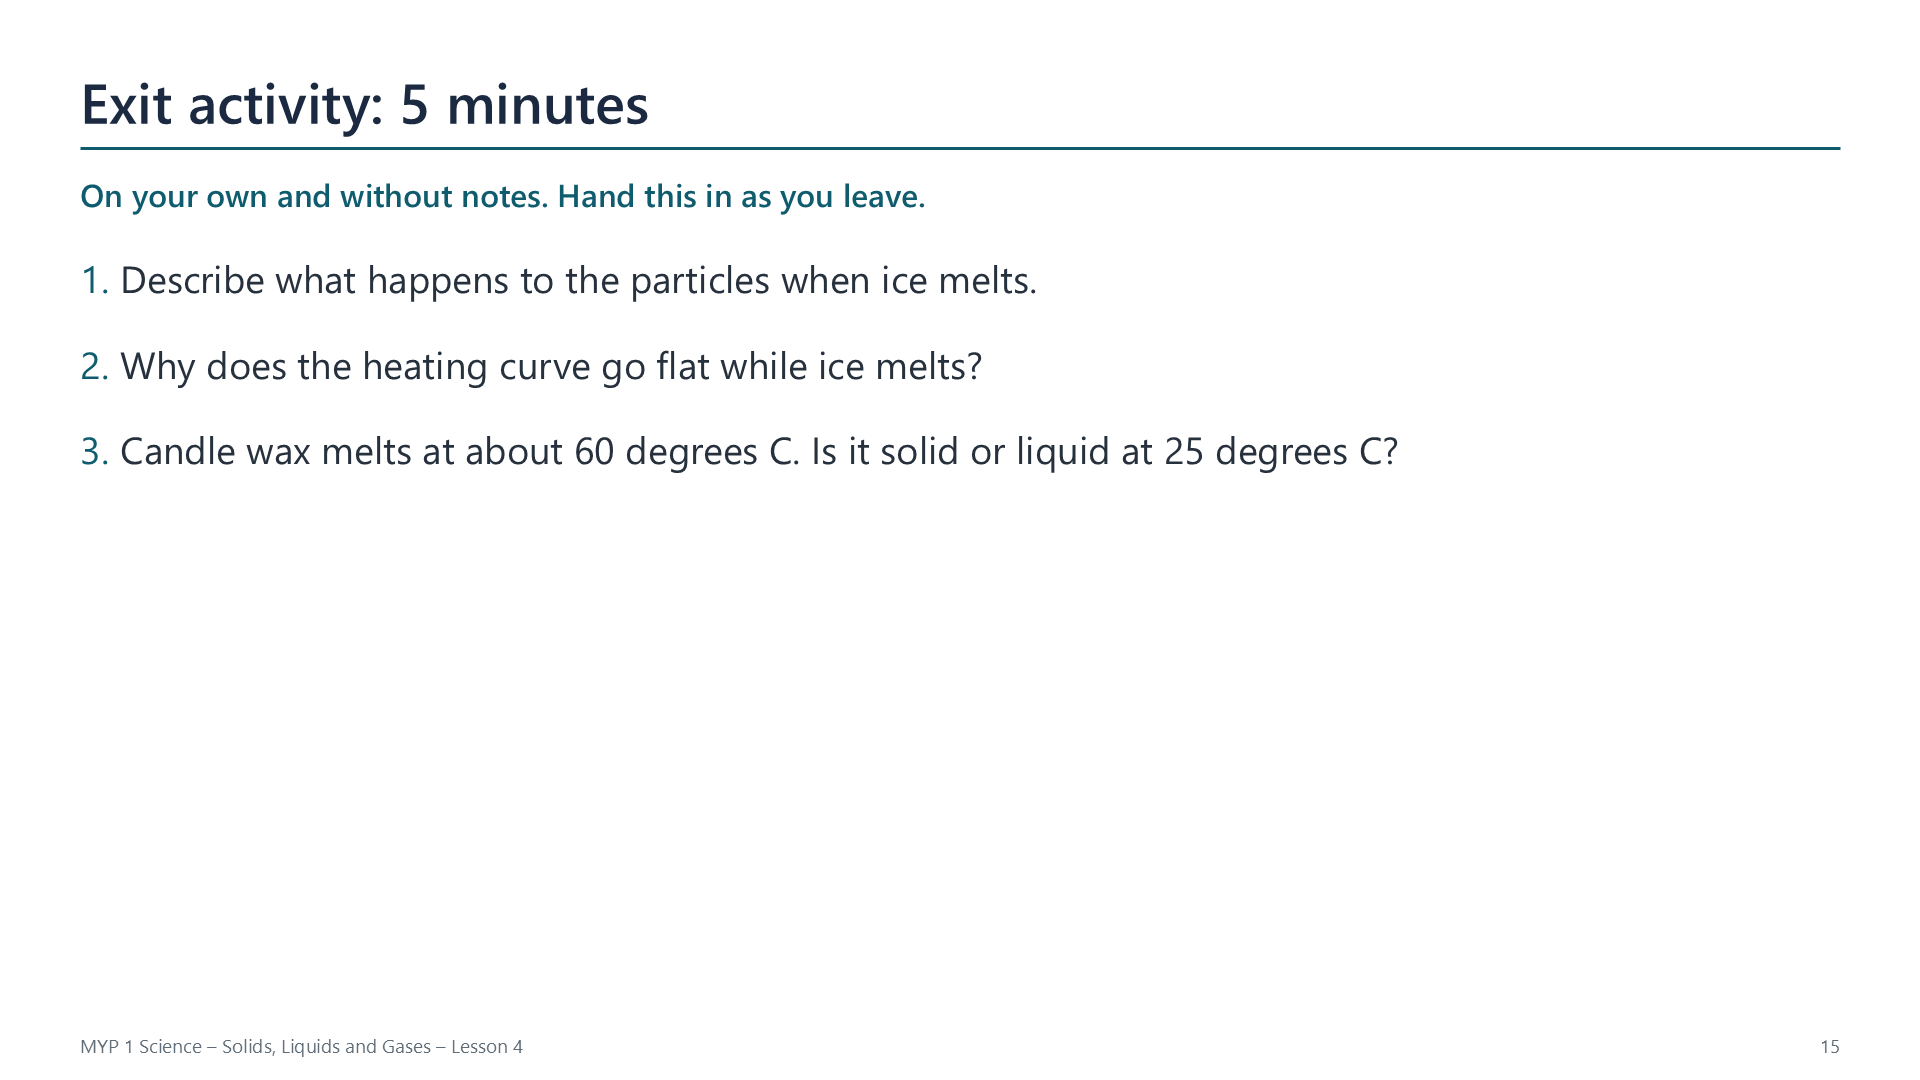 Exit activity: 5 minutes
On your own and without notes. Hand this in as you leave.
1. Describe what happens to the particles when ice melts.
2. Why does the heating curve go flat while ice melts?
3. Candle wax melts at about 60 degrees C. Is it solid or liquid at 25 degrees C?
MYP 1 Science – Solids, Liquids and Gases – Lesson 4
15